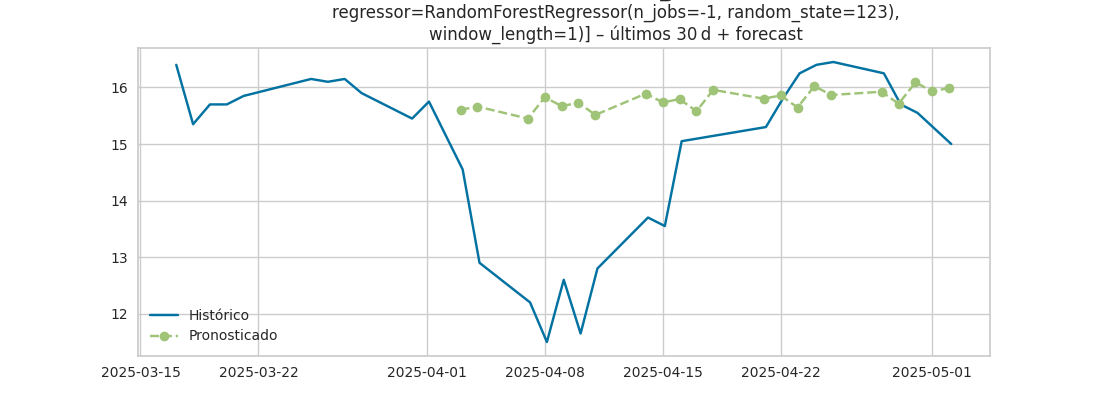 regressor=RandomForestRegressor(n_jobs=-1, random_state=123),
window_length=1)] – últimos 30 d + forecast
16
15
14
13
12
Histórico
Pronosticado
2025-03-15 2025-03-22 2025-04-01 2025-04-08 2025-04-15 2025-04-22 2025-05-01